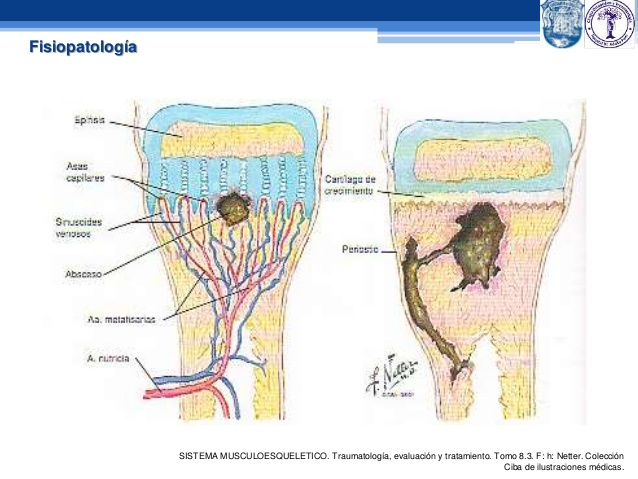 Fisiopatología
Epífisis
Asas
capilares
Sinusoides
venosos
Absceso
Aa. metafisarias
A. nutricia
Cartílago de
crecimiento
Periostio
F. Netter
M.D.
SISTEMA MUSCULOESQUELETICO. Traumatología, evaluación y tratamiento. Tomo 8.3. F: h: Netter. Colección
Ciba de ilustraciones médicas.